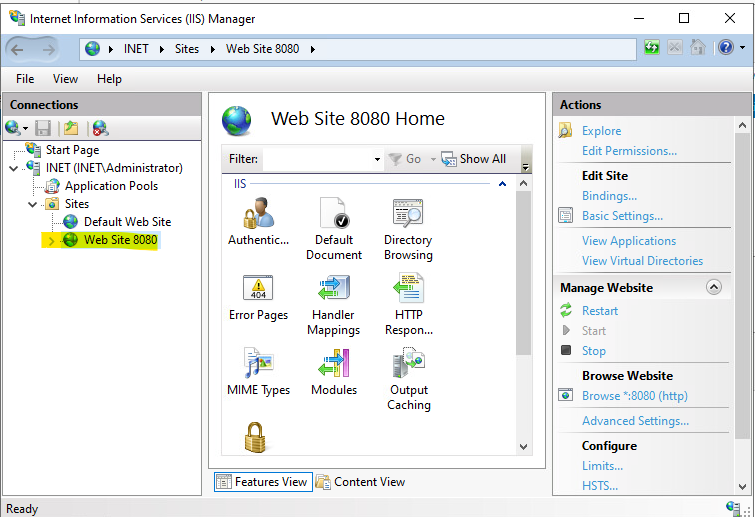 Internet Information Services (IIS) Manager
INET
Sites
Web Site 8080
File View Help
Connections
Start Page
INET (INET\Administrator)
Application Pools
Sites
Default Web Site
Web Site 8080
Web Site 8080 Home
Filter:
Go
Show All
IIS
Authentic...
Default
Document
Directory
Browsing
404
Error Pages
Handler
Mappings
HTTP
Respon...
MIME Types
Modules
Output
Caching
Features View
Content View
Actions
Explore
Edit Permissions...
Edit Site
Bindings...
Basic Settings...
View Applications
View Virtual Directories
Manage Website
Restart
Start
Stop
Browse Website
Browse *:8080 (http)
Advanced Settings...
Configure
Limits...
HSTS...
Ready